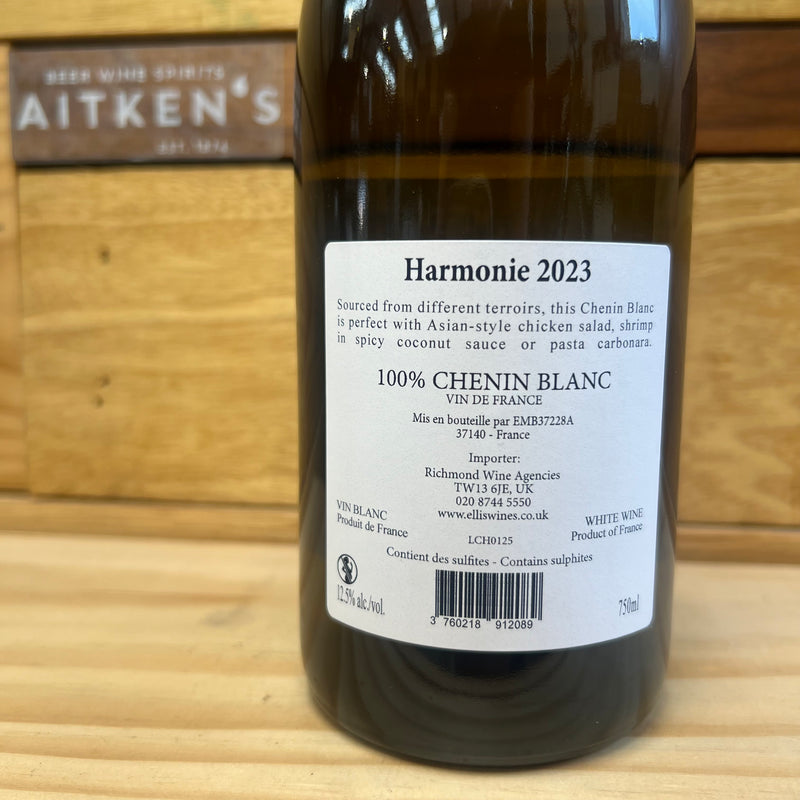 BEER WINE SPIRITS
AITKEN'S
EST. 1874
Harmonie 2023
Sourced from different terroirs, this Chenin Blanc
is perfect with Asian-style chicken salad, shrimp
in spicy coconut sauce or pasta carbonara.
100% CHENIN BLANC
VIN DE FRANCE
Mis en bouteille par EMB37228A
37140 - France
Importer:
Richmond Wine Agencies
TW13 6JE, UK
020 8744 5550
www.elliswines.co.uk
VIN BLANC
Produit de France
WHITE WINE
Product of France
LCH0125
Contient des sulfites - Contains sulphites
12.5% alc./vol.
3 760218 912089
750ml